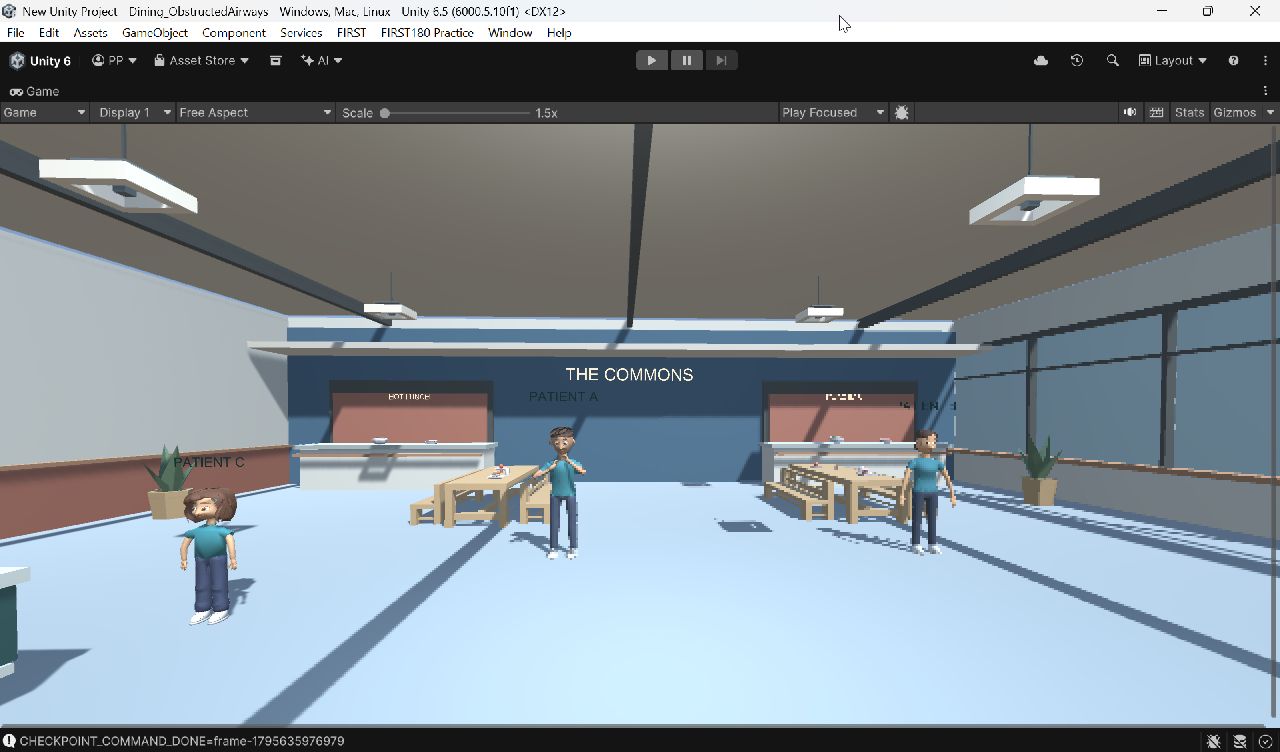 New Unity Project - Dining_ObstructedAirways - Windows, Mac, Linux - Unity 6.5 (6000.5.10f1) <DX12>
File Edit Assets GameObject Component Services FIRST FIRST180 Practice Window Help
Unity 6 PP Asset Store AI Layout
Game
Game Display 1 Free Aspect Scale 1.5x Play Focused Stats Gizmos
THE COMMONS
HOT LUNCH
PATIENT A
PATIENT C
CHECKPOINT_COMMAND_DONE=frame-1795635976979